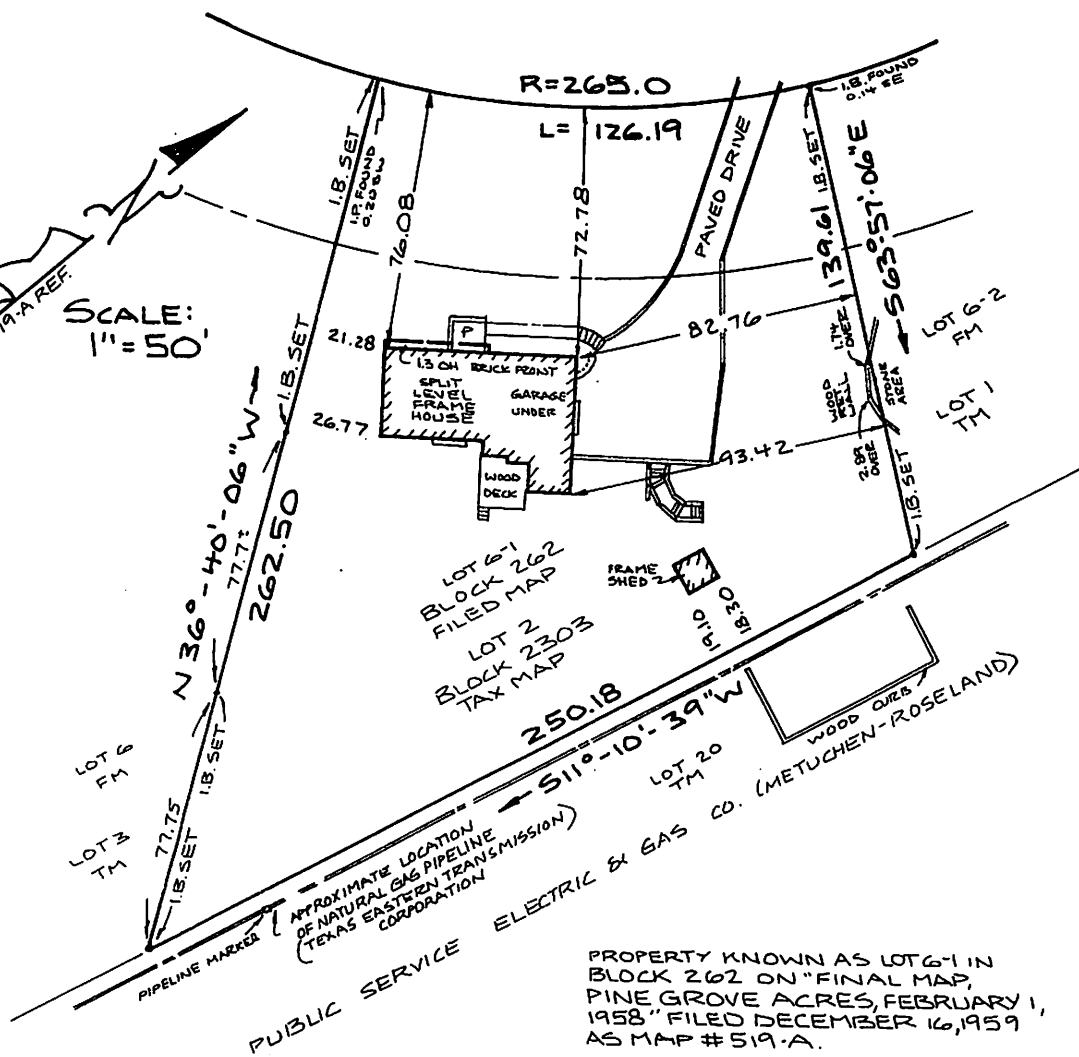 R=265.0
L= 126.19
I.B. FOUND
0.14 SE
I.B. SET
I.P. FOUND
0.20 SW
76.08
72.78
PAVED DRIVE
I.B. SET
139.61
S63°-57'-06"E
19-A REF.
SCALE:
1"=50'
I.B. SET
21.28
P
82.76
1.74
OVER
LOT 6-2
FM
1.3 OH BRICK FRONT
SPLIT
LEVEL
FRAME
HOUSE
GARAGE
UNDER
WOOD
RET.
WALL
STONE
AREA
LOT 1
TM
26.77
93.42
OVER
WOOD
DECK
I.B. SET
N 36°-40'-06"W
77.7±
262.50
LOT 6-1
BLOCK 262
FILED MAP
FRAME
SHED
LOT 2
BLOCK 2303
TAX MAP
19.10
18.30
250.18
S11°-10'-39"W
WOOD CURB
LOT 20
TM
LOT 6
FM
I.B. SET
LOT 3
TM
77.75
I.B. SET
PIPELINE MARKER
APPROXIMATE LOCATION
OF NATURAL GAS PIPELINE
(TEXAS EASTERN TRANSMISSION)
CORPORATION
PUBLIC SERVICE ELECTRIC & GAS CO. (METUCHEN-ROSELAND)
PROPERTY KNOWN AS LOT 6-1 IN
BLOCK 262 ON "FINAL MAP,
PINE GROVE ACRES, FEBRUARY 1,
1958" FILED DECEMBER 16, 1959
AS MAP # 519-A.